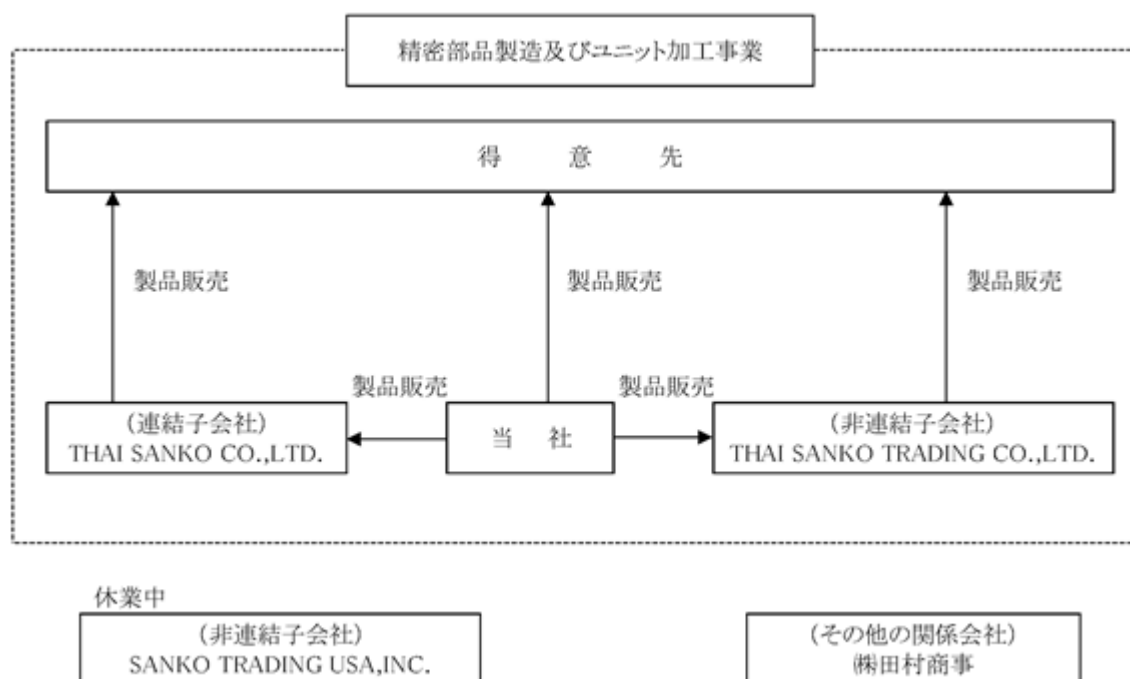 精密部品製造及びユニット加工事業
得意先
製品販売
製品販売
製品販売
製品販売
製品販売
(連結子会社)
THAI SANKO CO.,LTD.
当社
(非連結子会社)
THAI SANKO TRADING CO.,LTD.
休業中
(非連結子会社)
SANKO TRADING USA,INC.
(その他の関係会社)
㈱田村商事